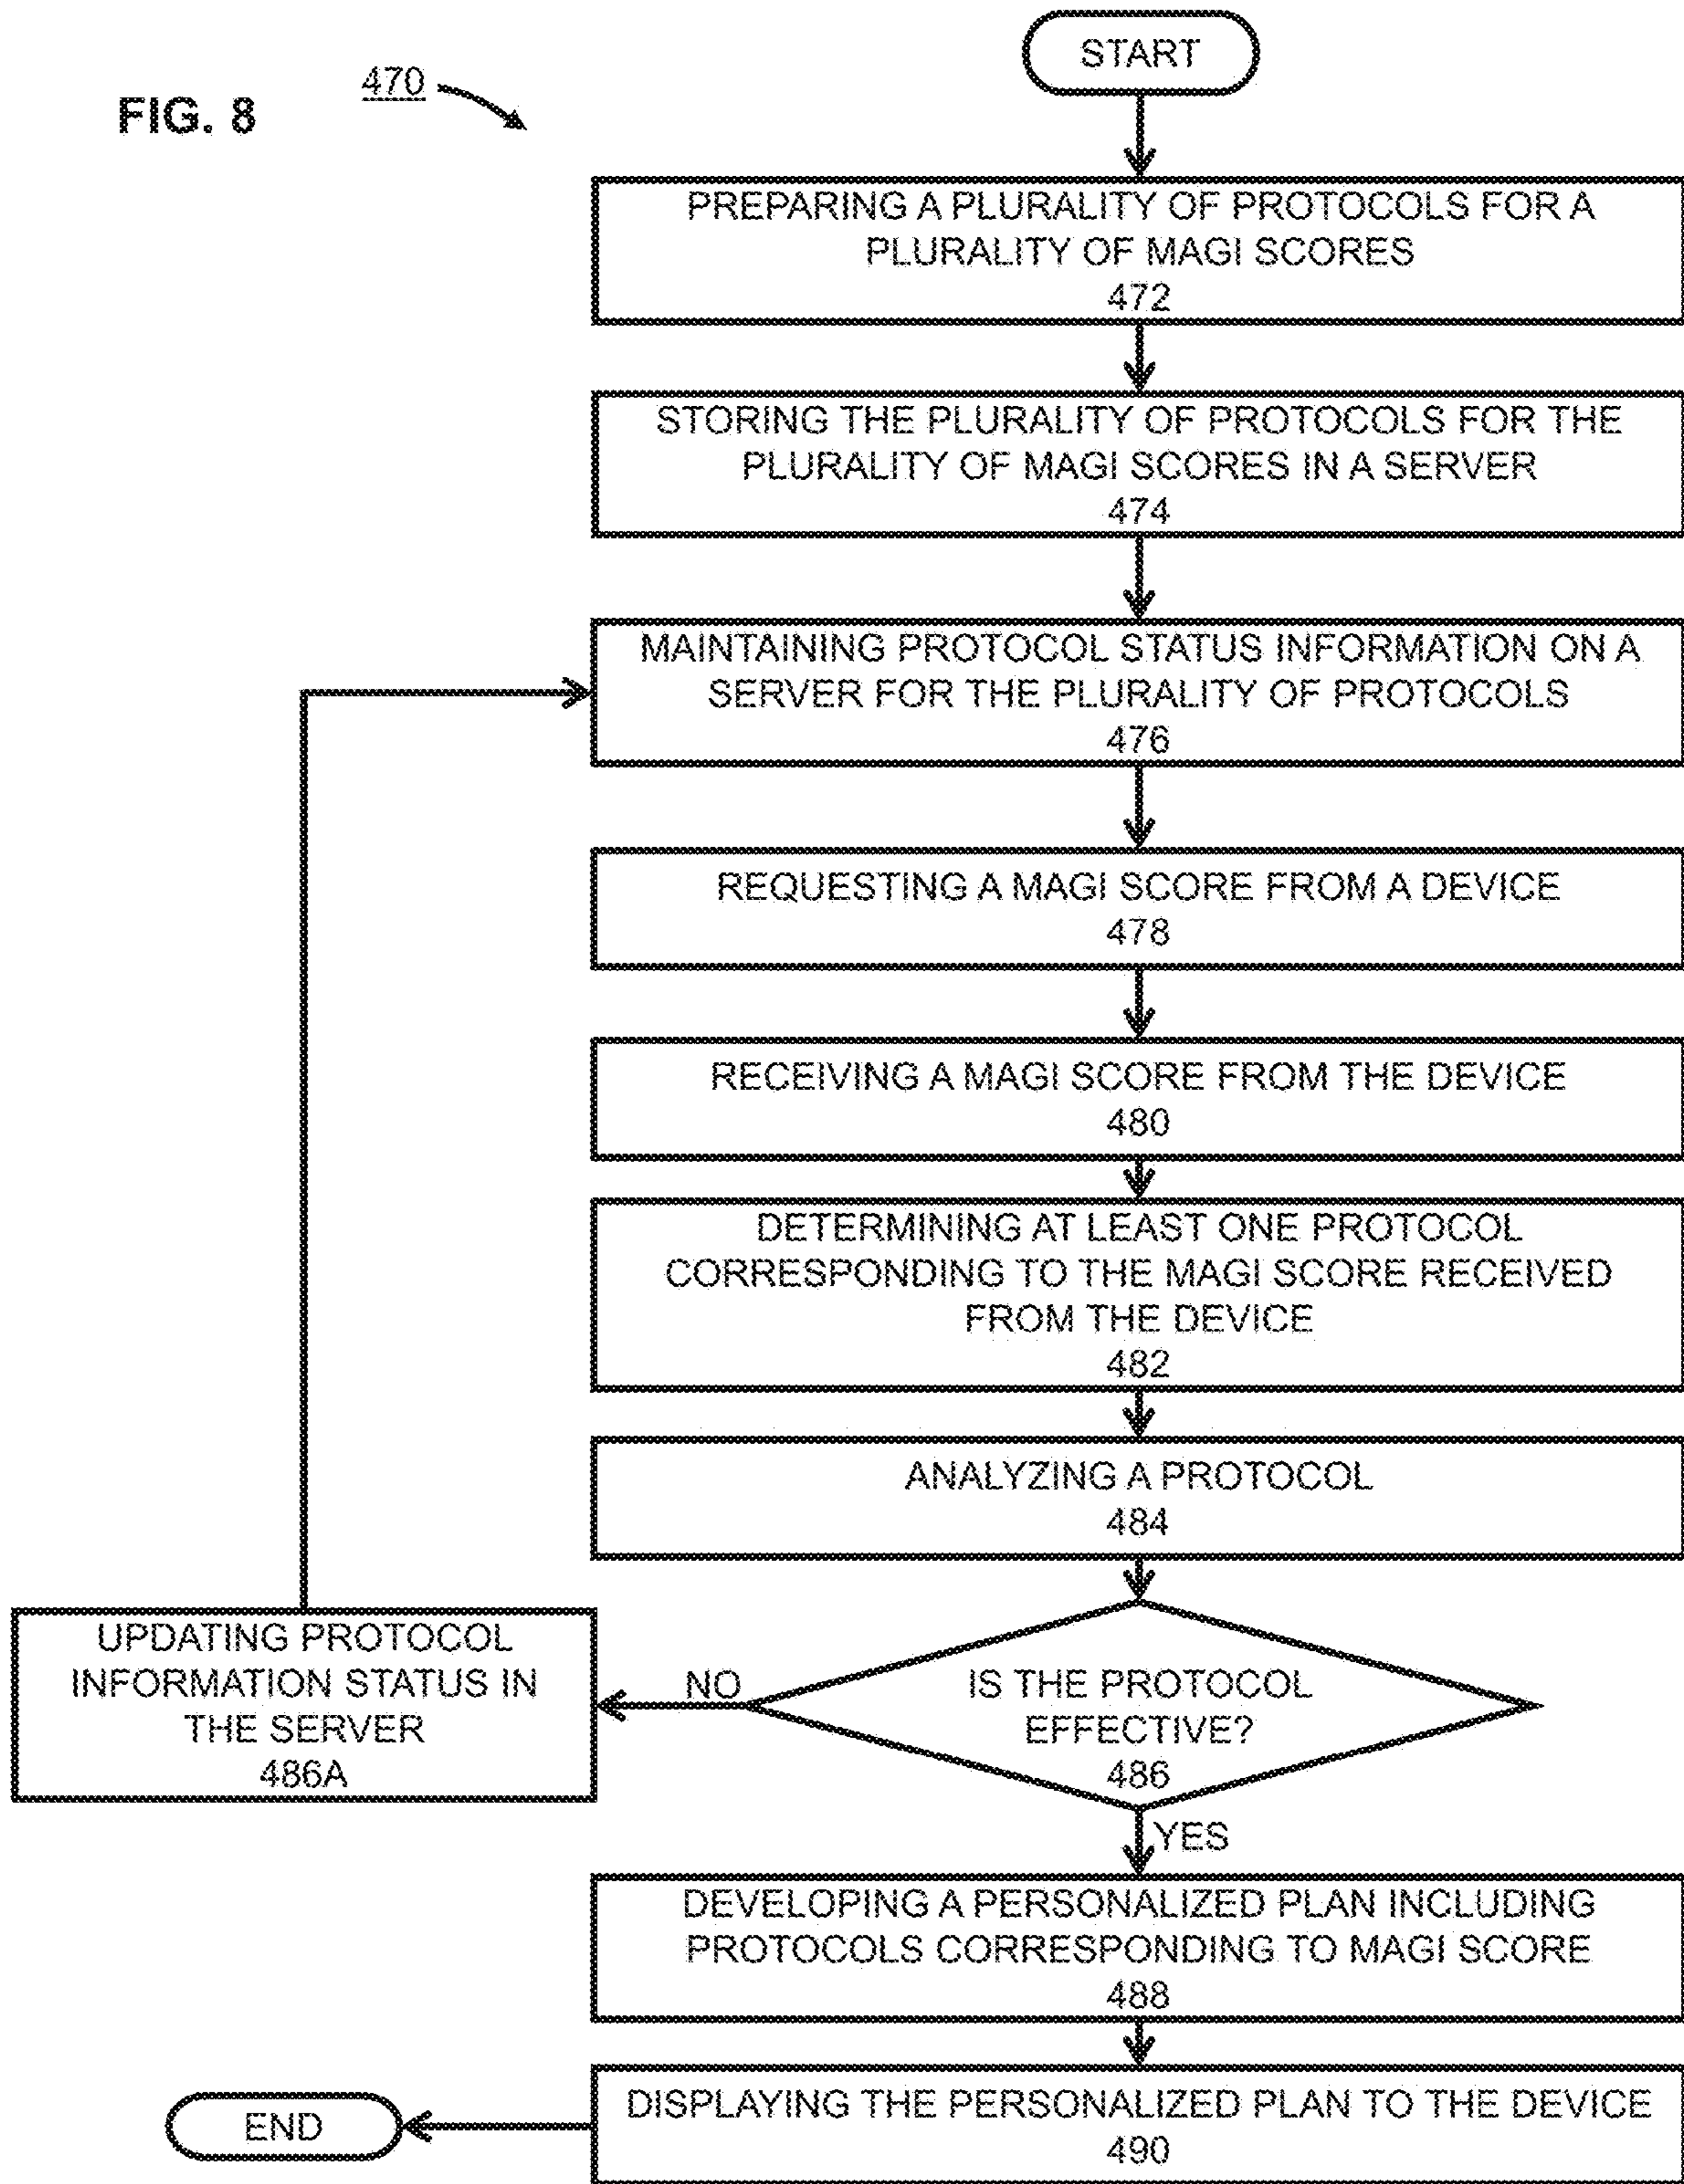 FIG. 8
470
START
PREPARING A PLURALITY OF PROTOCOLS FOR A
PLURALITY OF MAGI SCORES
472
STORING THE PLURALITY OF PROTOCOLS FOR THE
PLURALITY OF MAGI SCORES IN A SERVER
474
MAINTAINING PROTOCOL STATUS INFORMATION ON A
SERVER FOR THE PLURALITY OF PROTOCOLS
476
REQUESTING A MAGI SCORE FROM A DEVICE
478
RECEIVING A MAGI SCORE FROM THE DEVICE
480
DETERMINING AT LEAST ONE PROTOCOL
CORRESPONDING TO THE MAGI SCORE RECEIVED
FROM THE DEVICE
482
ANALYZING A PROTOCOL
484
IS THE PROTOCOL
EFFECTIVE?
486
NO
UPDATING PROTOCOL
INFORMATION STATUS IN
THE SERVER
486A
YES
DEVELOPING A PERSONALIZED PLAN INCLUDING
PROTOCOLS CORRESPONDING TO MAGI SCORE
488
DISPLAYING THE PERSONALIZED PLAN TO THE DEVICE
490
END